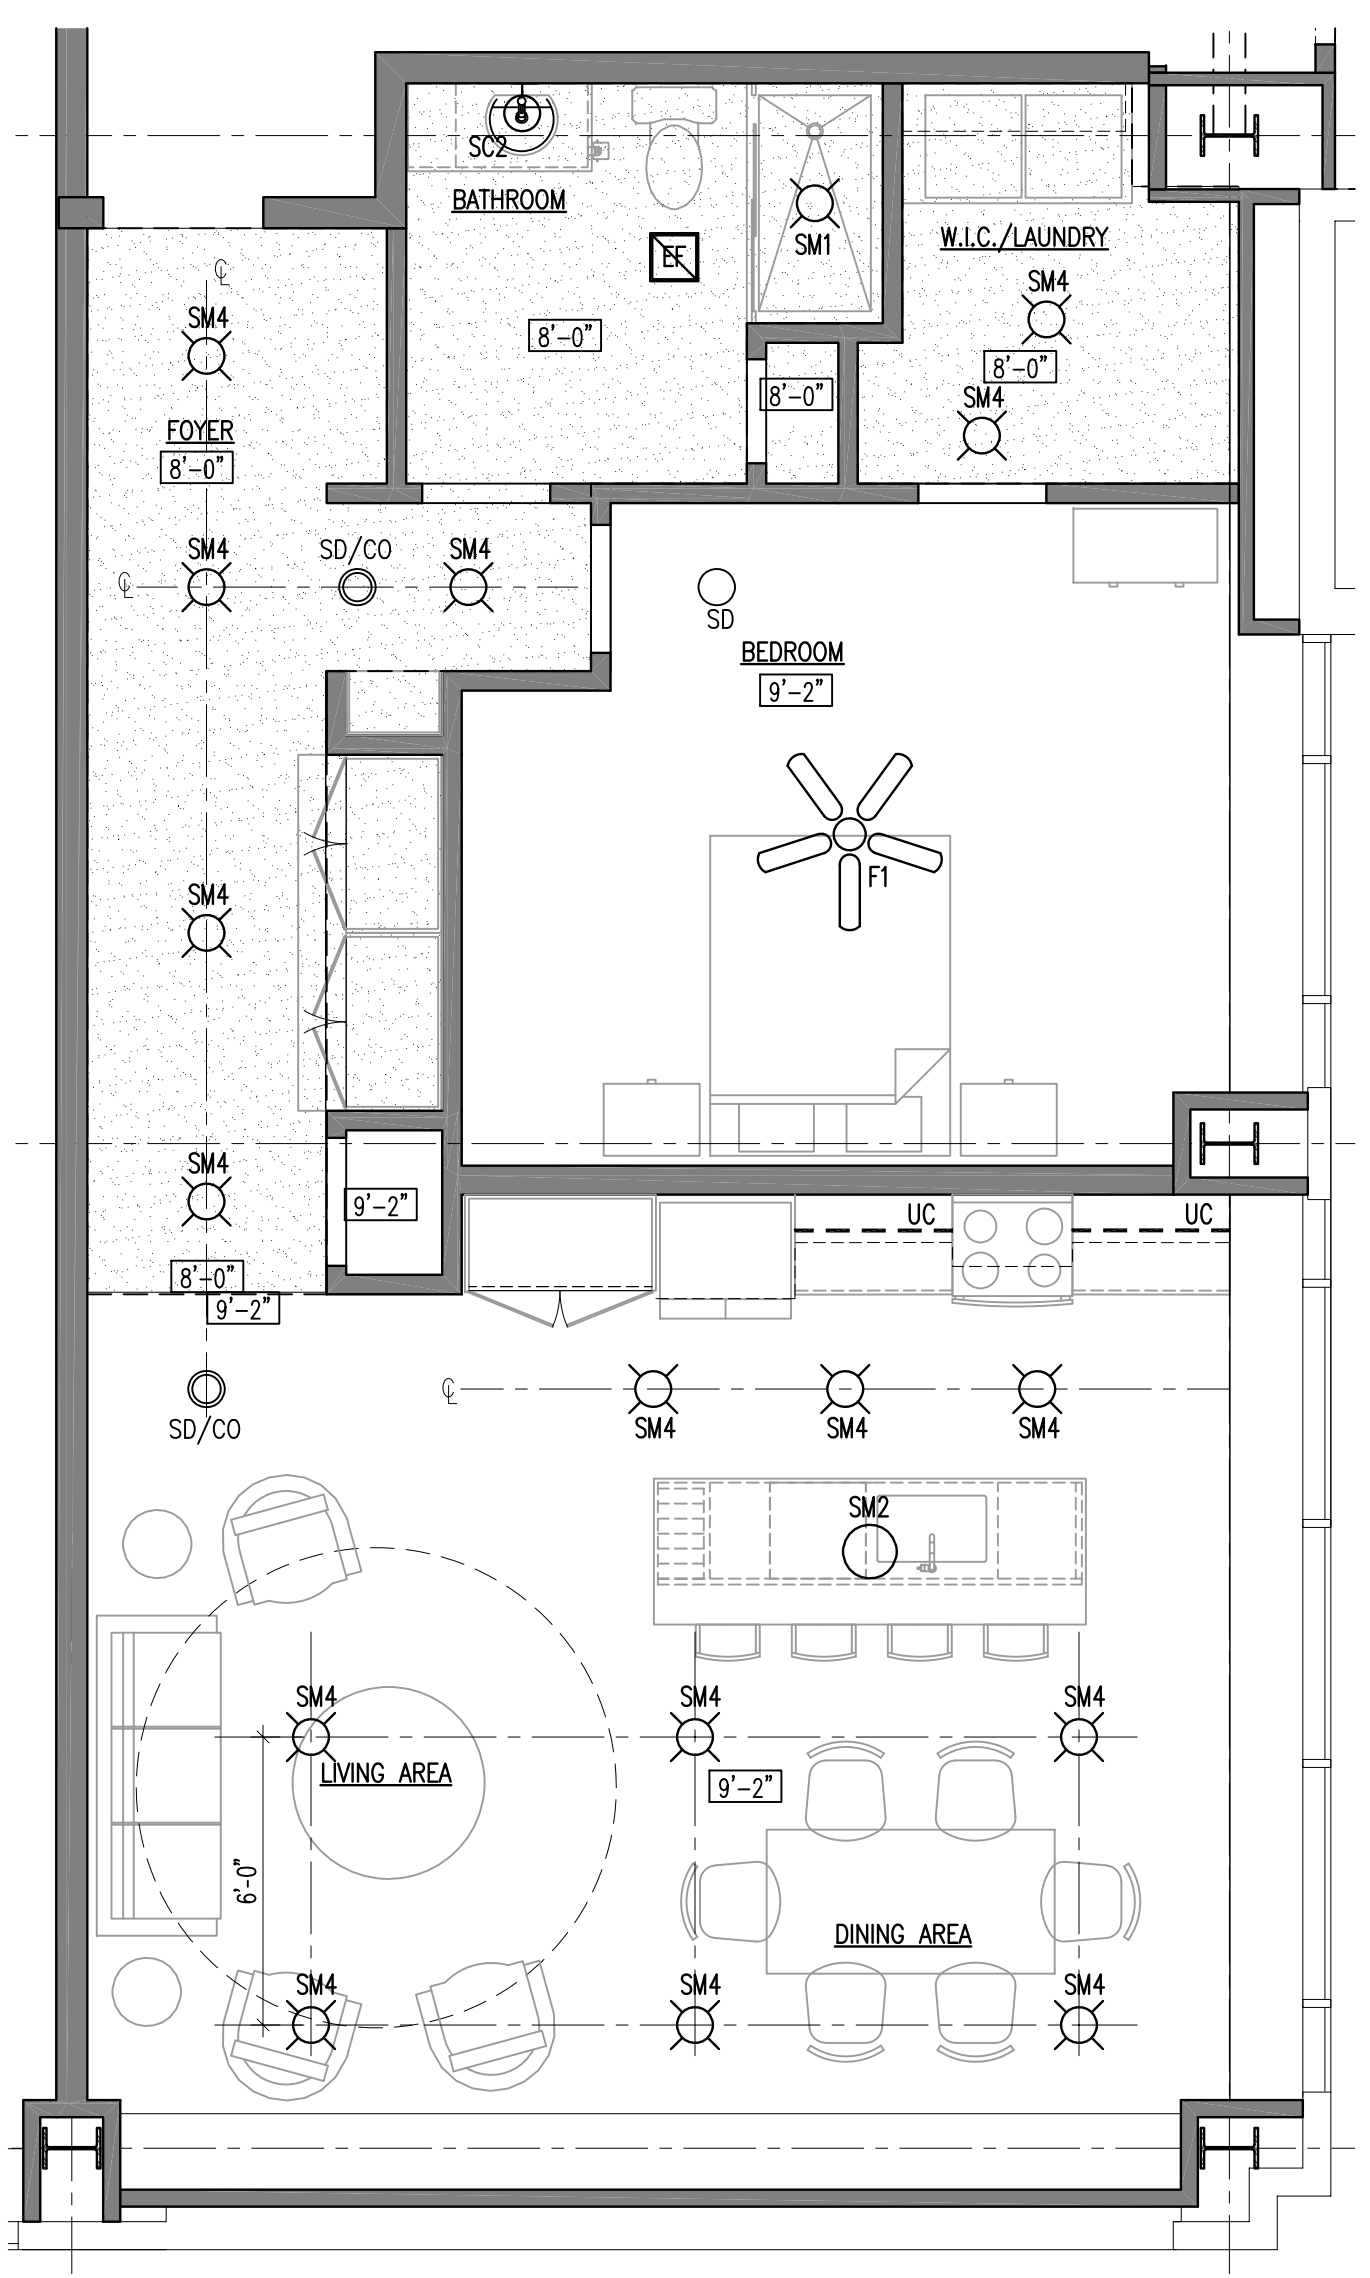 SC2
BATHROOM
SM1
W.I.C./LAUNDRY
EF
℄
SM4
SM4
8'-0"
8'-0"
8'-0"
SM4
FOYER
8'-0"
SM4
SD/CO
SM4
℄
SD
BEDROOM
9'-2"
F1
SM4
SM4
9'-2"
UC
UC
8'-0"
9'-2"
℄
SD/CO
SM4
SM4
SM4
SM2
SM4
SM4
SM4
LIVING AREA
9'-2"
6'-0"
DINING AREA
SM4
SM4
SM4